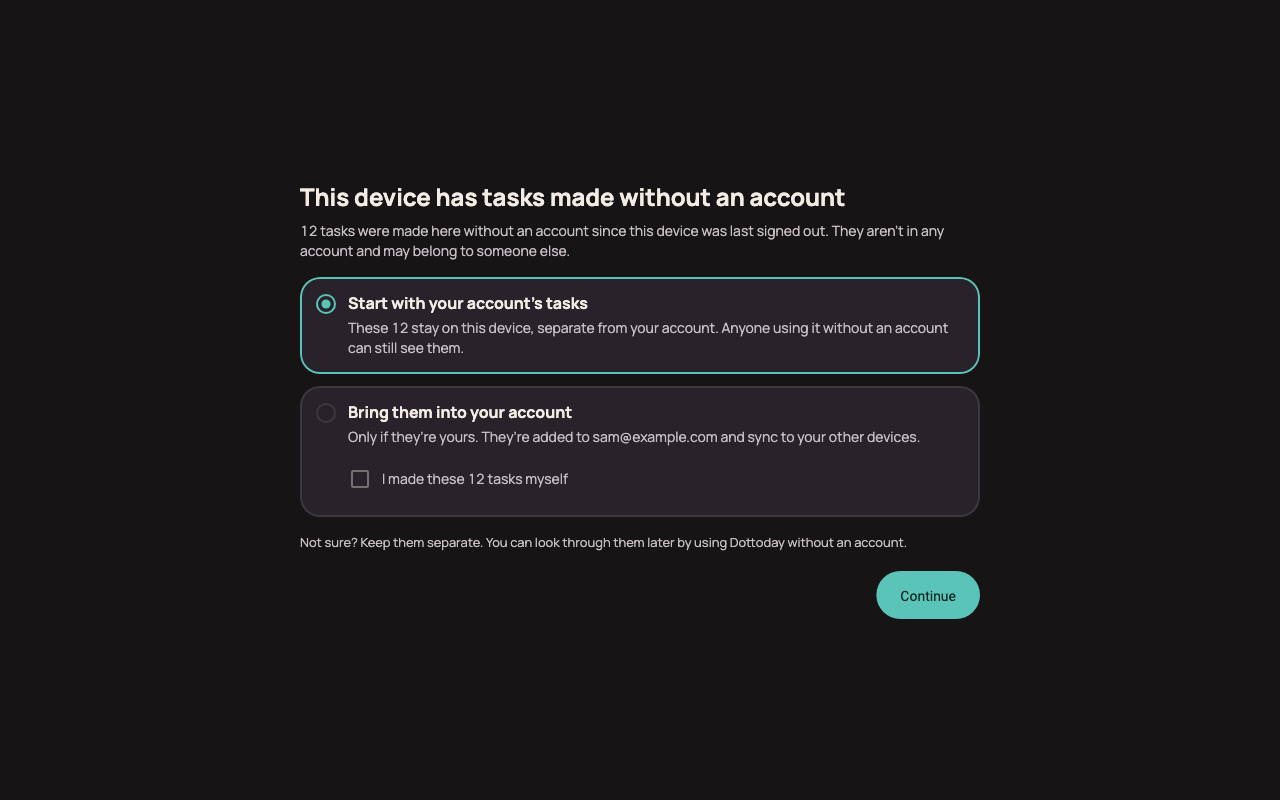 This device has tasks made without an account
12 tasks were made here without an account since this device was last signed out. They aren't in any
account and may belong to someone else.
Start with your account's tasks
These 12 stay on this device, separate from your account. Anyone using it without an account
can still see them.
Bring them into your account
Only if they're yours. They're added to sam@example.com and sync to your other devices.
I made these 12 tasks myself
Not sure? Keep them separate. You can look through them later by using Dottoday without an account.
Continue